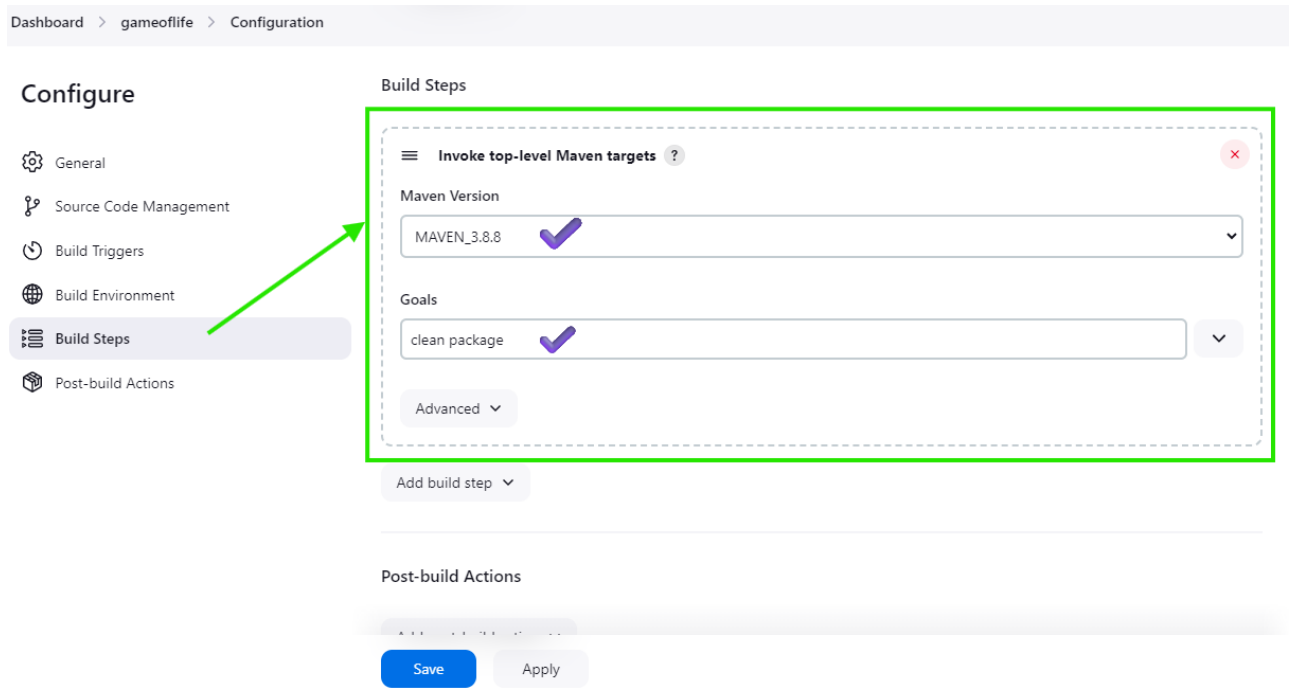 Dashboard > gameoflife > Configuration
Configure
General
Source Code Management
Build Triggers
Build Environment
Build Steps
Post-build Actions
Build Steps
Invoke top-level Maven targets ?
Maven Version
MAVEN_3.8.8
Goals
clean package
Advanced
Add build step
Post-build Actions
Save Apply